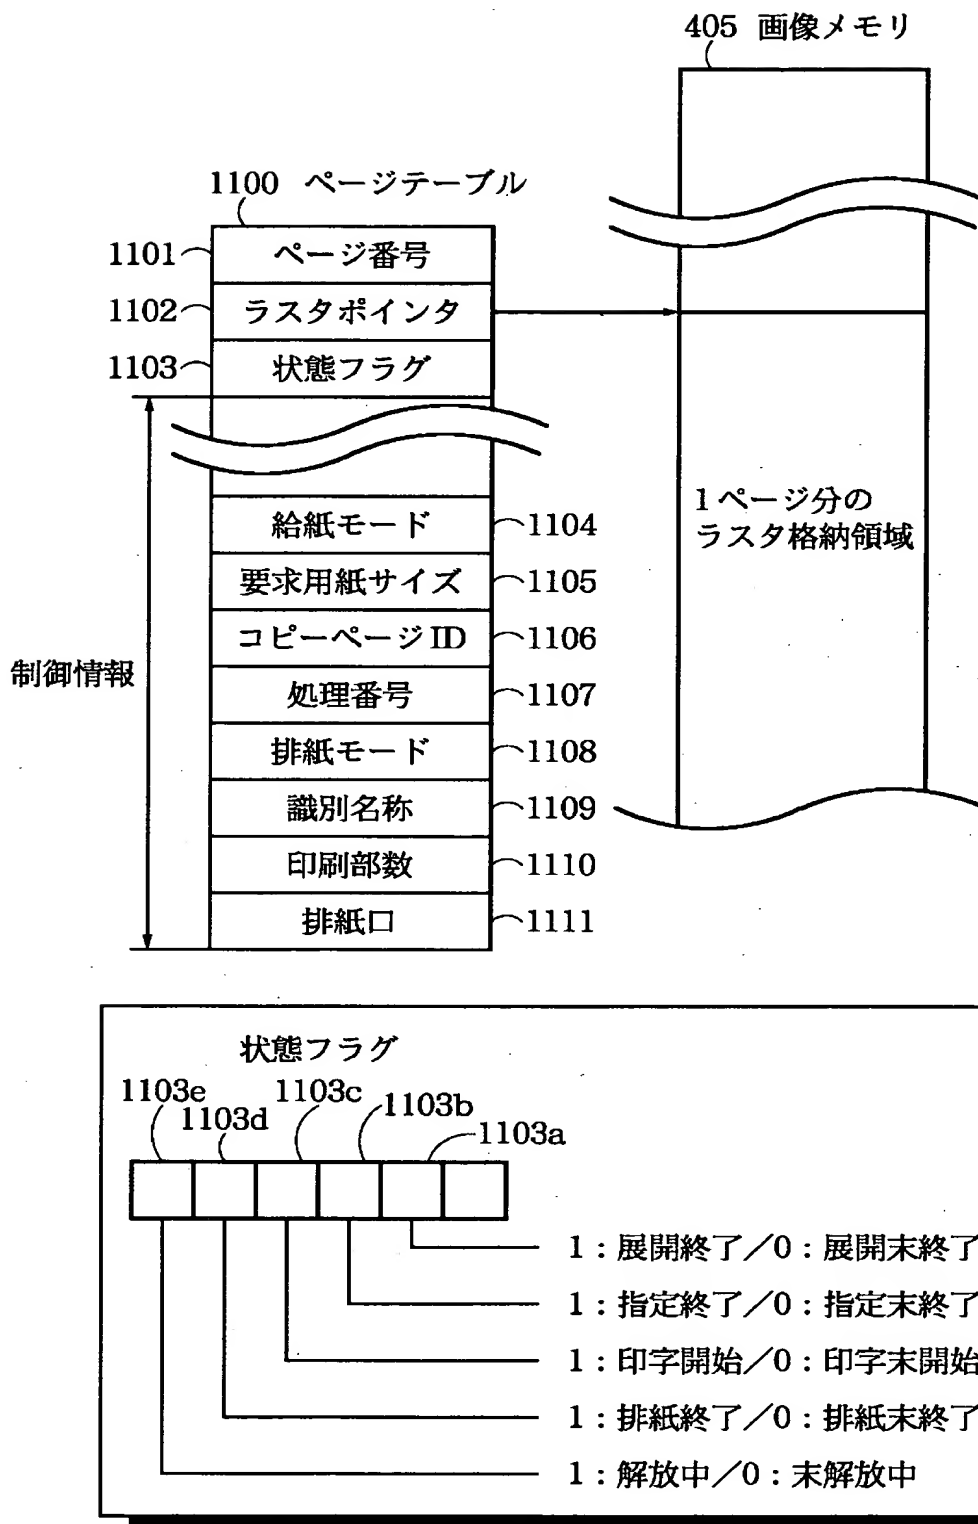 405 画像メモリ
1100 ページテーブル
1101 ページ番号
1102 ラスタポインタ
1103 状態フラグ
給紙モード 1104
要求用紙サイズ 1105
コピーページID 1106
処理番号 1107
排紙モード 1108
識別名称 1109
印刷部数 1110
排紙口 1111
制御情報
1ページ分の
ラスタ格納領域
状態フラグ
1103e
1103d
1103c
1103b
1103a
1：展開終了／0：展開末終了
1：指定終了／0：指定末終了
1：印字開始／0：印字末開始
1：排紙終了／0：排紙末終了
1：解放中／0：末解放中